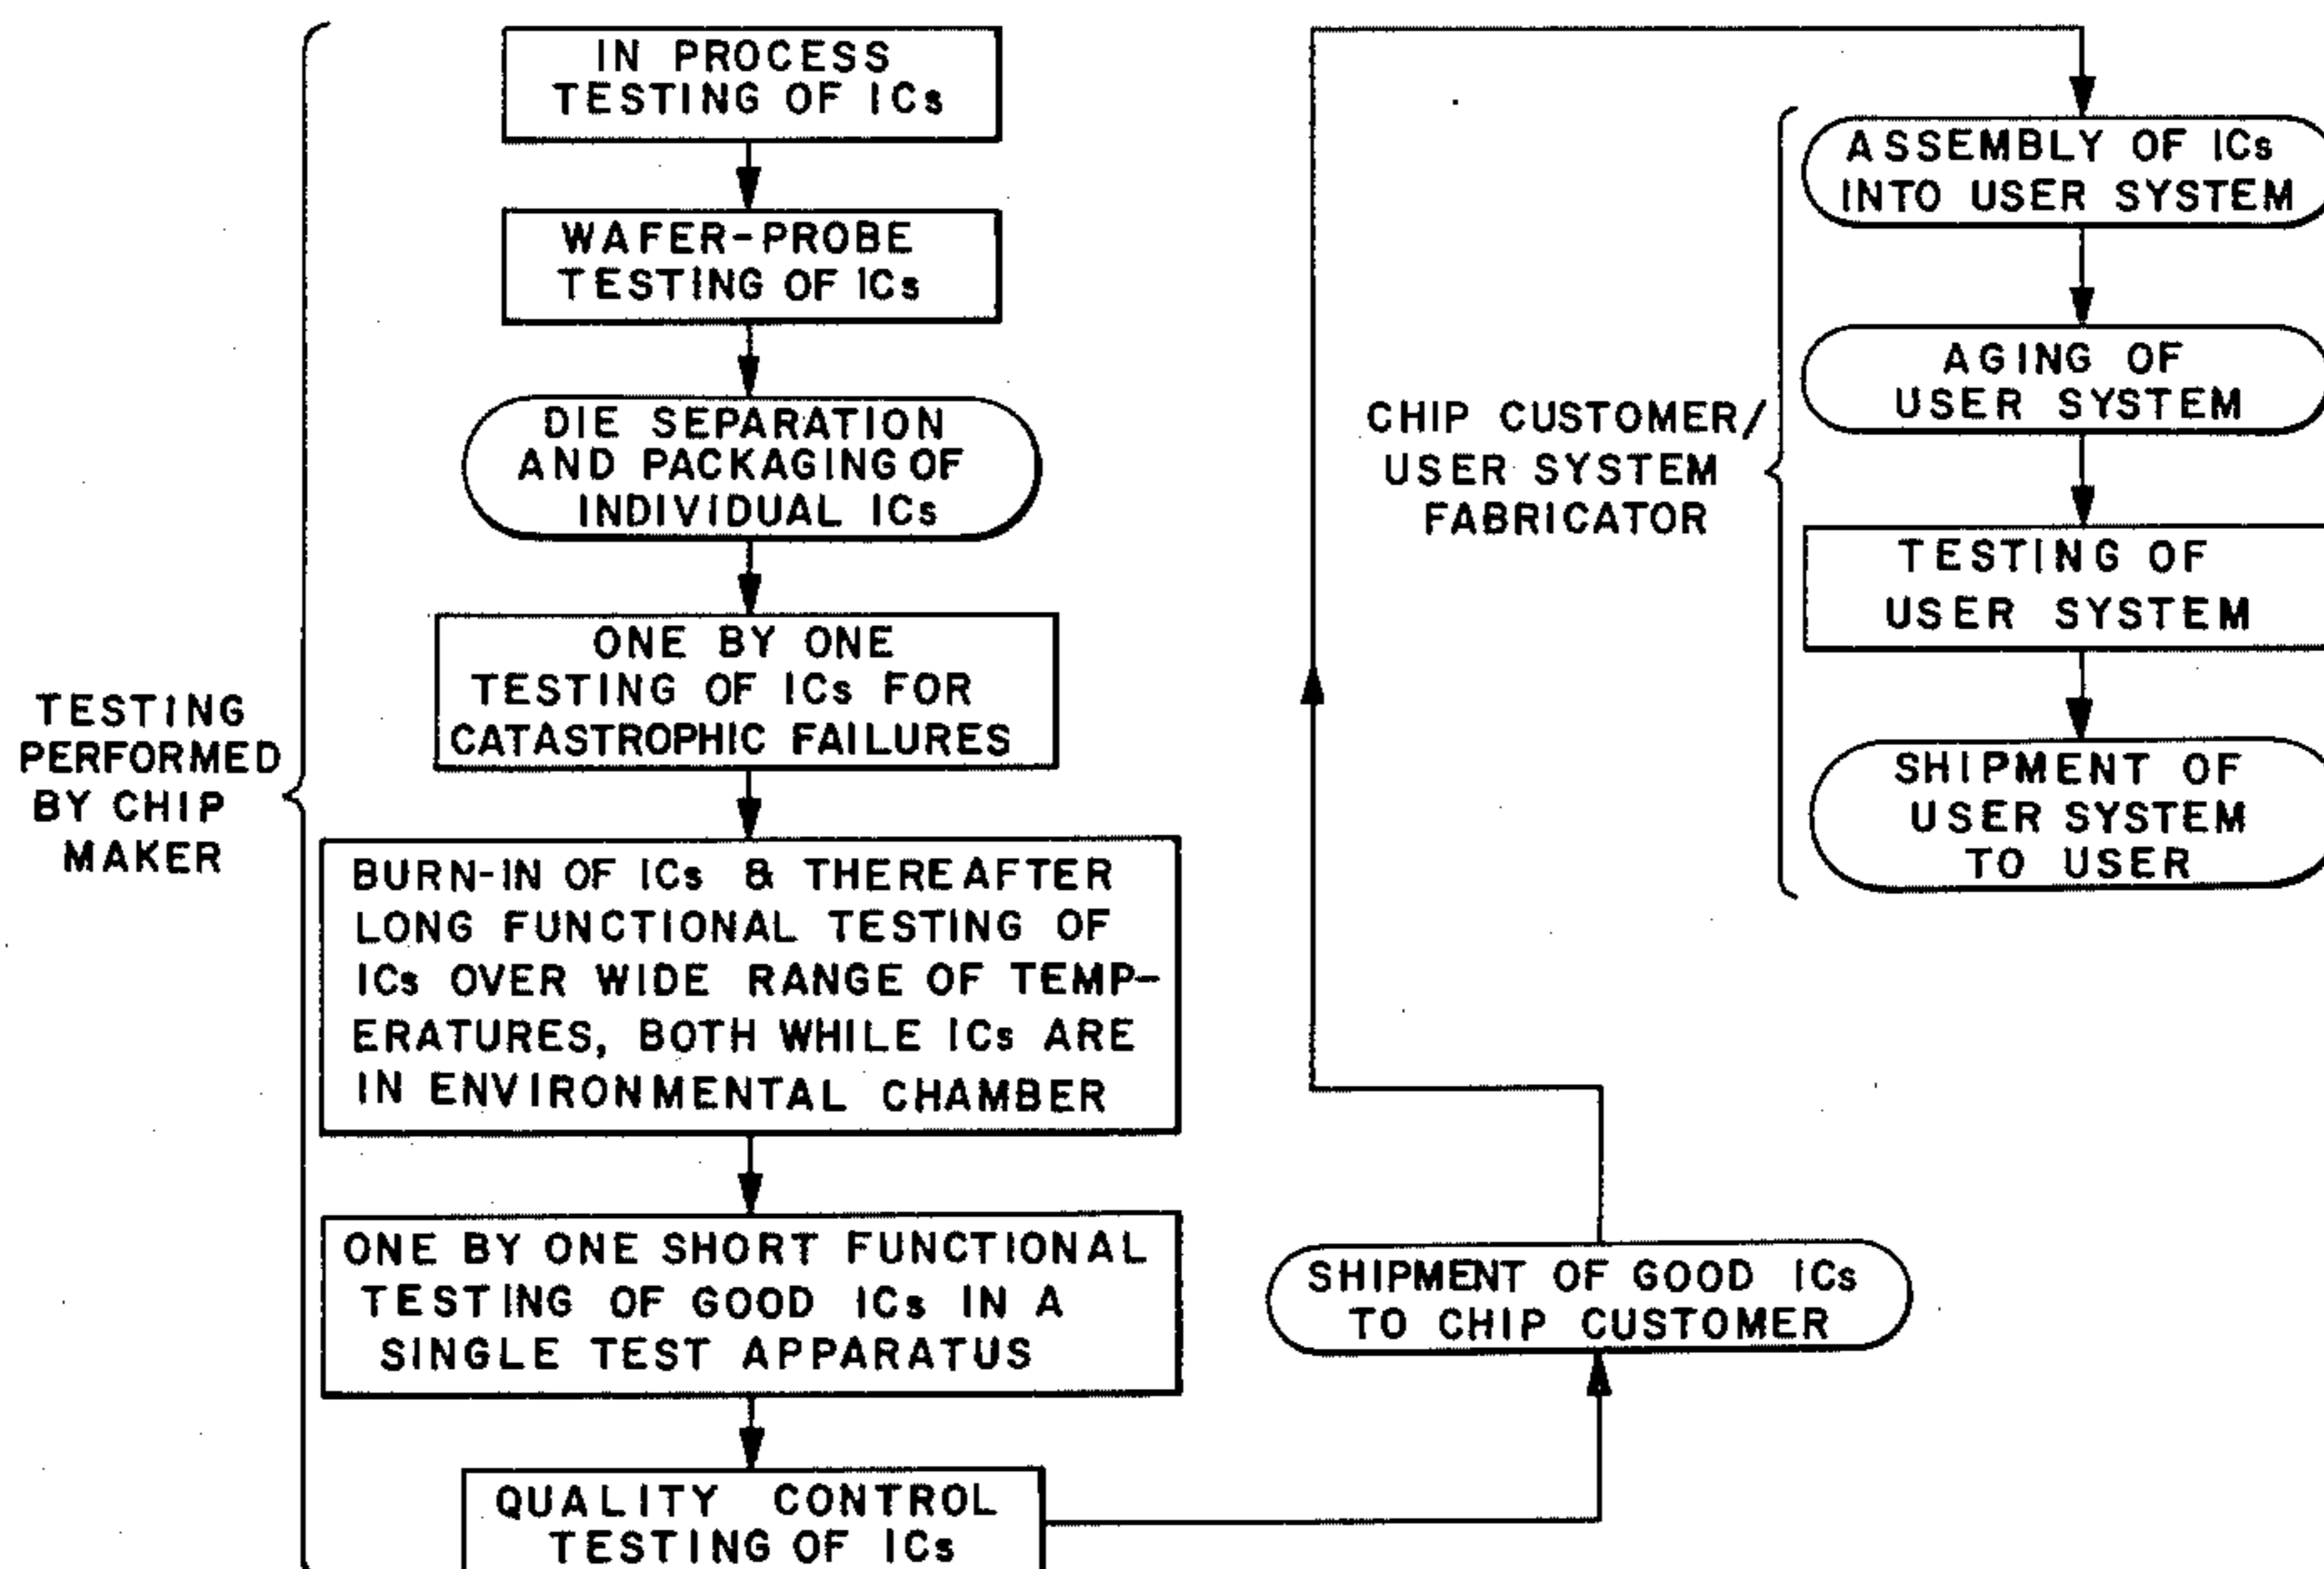 IN PROCESS
TESTING OF ICs
WAFER-PROBE
TESTING OF ICs
DIE SEPARATION
AND PACKAGING OF
INDIVIDUAL ICs
ONE BY ONE
TESTING OF ICs FOR
CATASTROPHIC FAILURES
TESTING
PERFORMED
BY CHIP
MAKER
BURN-IN OF ICs & THEREAFTER
LONG FUNCTIONAL TESTING OF
ICs OVER WIDE RANGE OF TEMP-
ERATURES, BOTH WHILE ICs ARE
IN ENVIRONMENTAL CHAMBER
ONE BY ONE SHORT FUNCTIONAL
TESTING OF GOOD ICs IN A
SINGLE TEST APPARATUS
QUALITY CONTROL
TESTING OF ICs
SHIPMENT OF GOOD ICs
TO CHIP CUSTOMER
CHIP CUSTOMER/
USER SYSTEM
FABRICATOR
ASSEMBLY OF ICs
INTO USER SYSTEM
AGING OF
USER SYSTEM
TESTING OF
USER SYSTEM
SHIPMENT OF
USER SYSTEM
TO USER